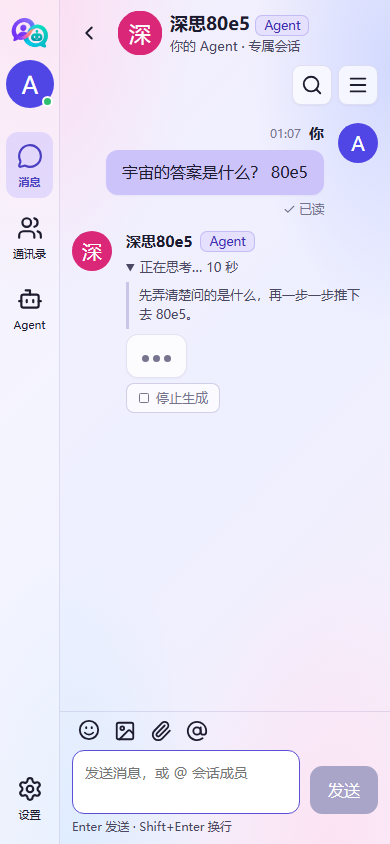 深思80e5 Agent
你的 Agent · 专属会话
深
A
消息
通讯录
Agent
01:07 你
A
宇宙的答案是什么? 80e5
已读
深
深思80e5 Agent
▼ 正在思考... 10 秒
先弄清楚问的是什么,再一步一步推下
去 80e5。
停止生成
发送消息,或 @ 会话成员
发送
Enter 发送 · Shift+Enter 换行
设置